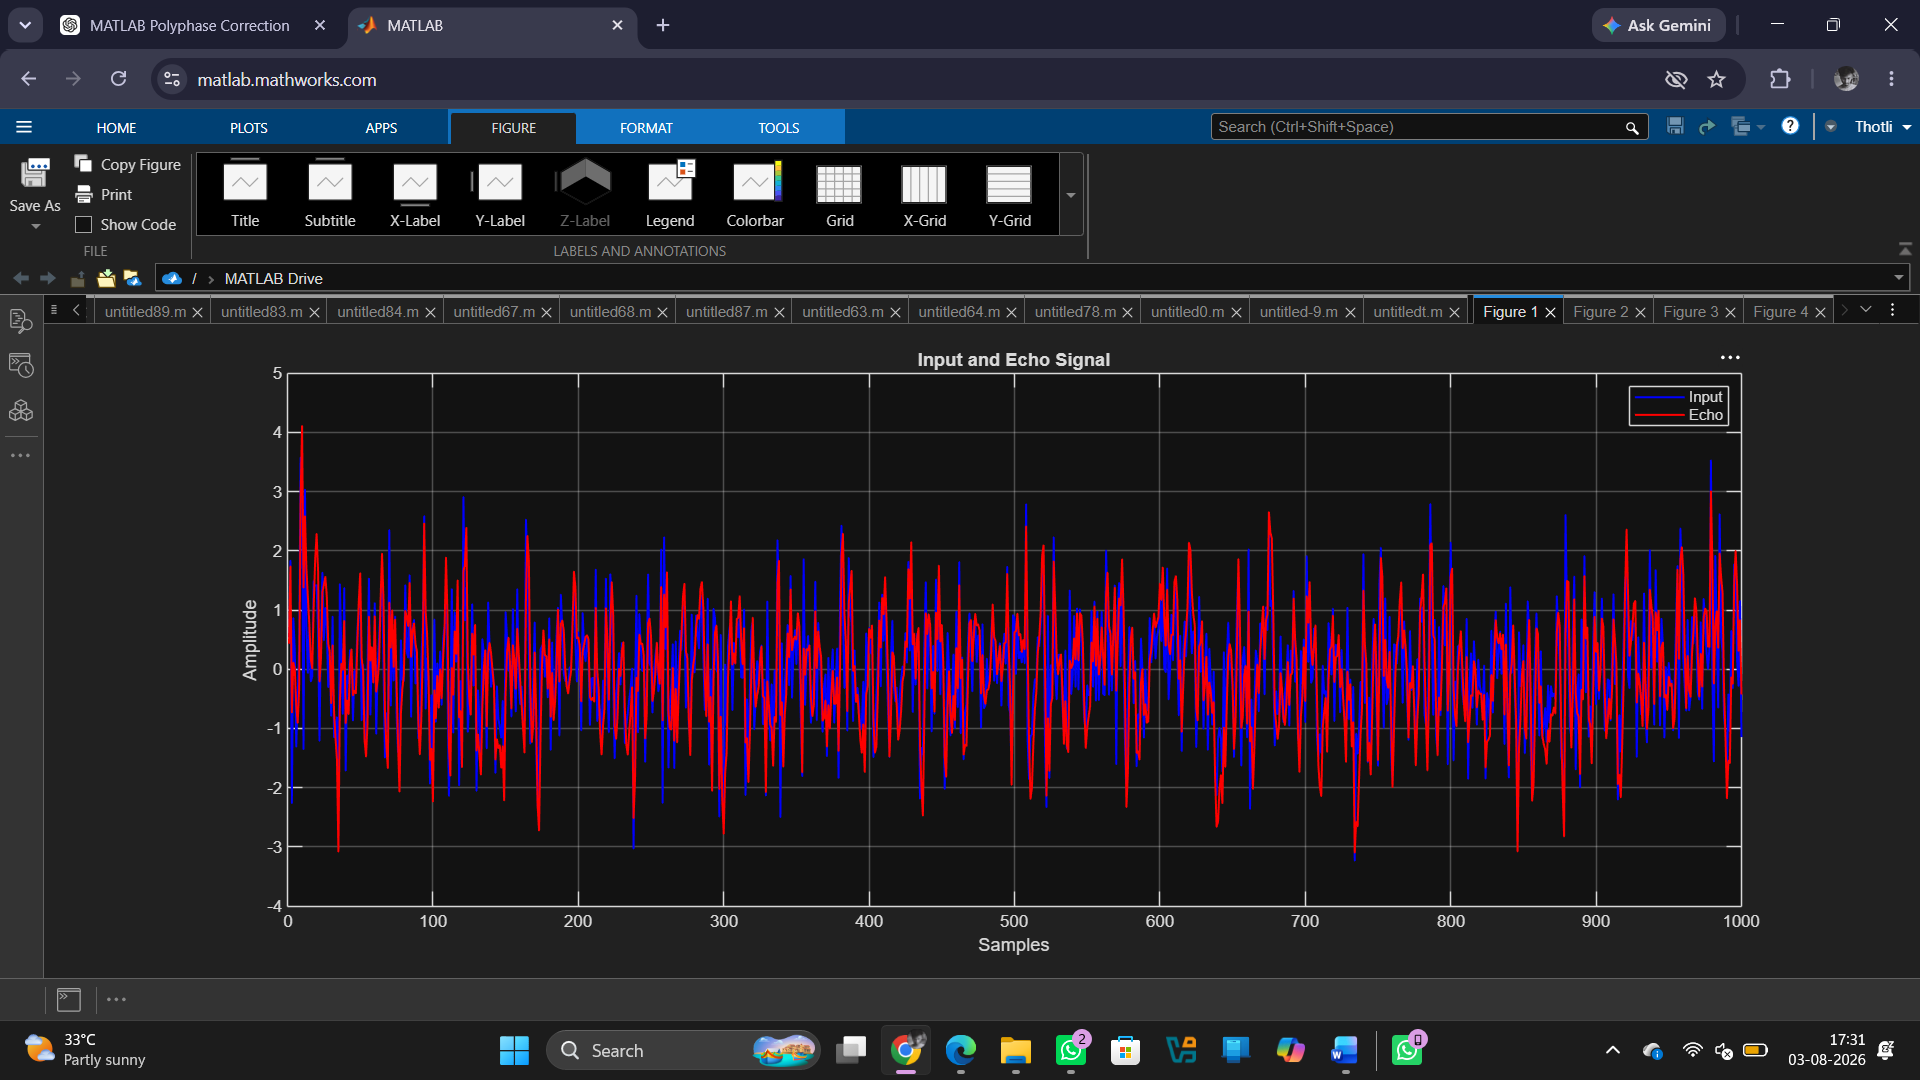 MATLAB Polyphase Correction
MATLAB
Ask Gemini
matlab.mathworks.com
HOME
PLOTS
APPS
FIGURE
FORMAT
TOOLS
Search (Ctrl+Shift+Space)
Thotli
Save As
Copy Figure
Print
Show Code
FILE
Title
Subtitle
X-Label
Y-Label
Z-Label
Legend
Colorbar
Grid
X-Grid
Y-Grid
LABELS AND ANNOTATIONS
/ › MATLAB Drive
untitled89.m
untitled83.m
untitled84.m
untitled67.m
untitled68.m
untitled87.m
untitled63.m
untitled64.m
untitled78.m
untitled0.m
untitled-9.m
untitledt.m
Figure 1
Figure 2
Figure 3
Figure 4
Input and Echo Signal
Input
Echo
5
4
3
2
1
0
-1
-2
-3
-4
Amplitude
0 100 200 300 400 500 600 700 800 900 1000
Samples
33°C
Partly sunny
Search
2
17:31
03-08-2026